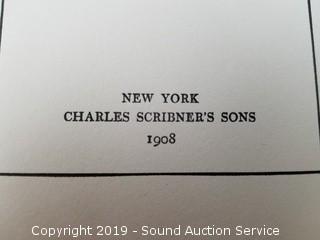 NEW YORK
CHARLES SCRIBNER'S SONS
1908
Copyright 2019 - Sound Auction Service